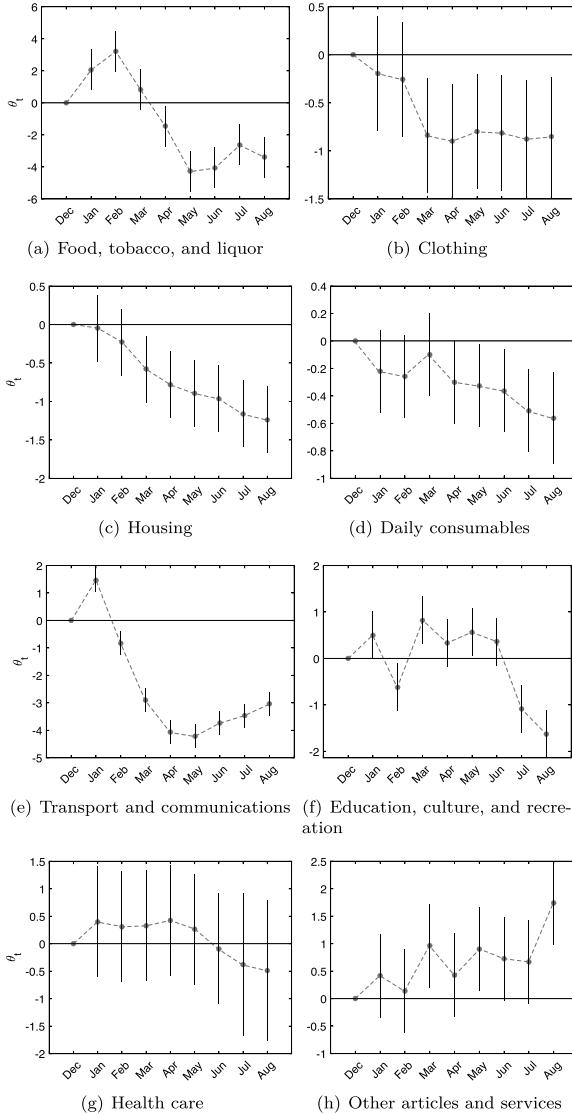 6
4
2
0
-2
-4
-6
θt
Dec Jan Feb Mar Apr May Jun Jul Aug
(a) Food, tobacco, and liquor
0.5
0
-0.5
-1
-1.5
Dec Jan Feb Mar Apr May Jun Jul Aug
(b) Clothing
0.5
0
-0.5
-1
-1.5
-2
θt
Dec Jan Feb Mar Apr May Jun Jul Aug
(c) Housing
0.4
0.2
0
-0.2
-0.4
-0.6
-0.8
-1
Dec Jan Feb Mar Apr May Jun Jul Aug
(d) Daily consumables
2
1
0
-1
-2
-3
-4
-5
θt
Dec Jan Feb Mar Apr May Jun Jul Aug
(e) Transport and communications
2
1
0
-1
-2
Dec Jan Feb Mar Apr May Jun Jul Aug
(f) Education, culture, and recre-
ation
1.5
1
0.5
0
-0.5
-1
-1.5
-2
θt
Dec Jan Feb Mar Apr May Jun Jul Aug
(g) Health care
2.5
2
1.5
1
0.5
0
-0.5
-1
Dec Jan Feb Mar Apr May Jun Jul Aug
(h) Other articles and services